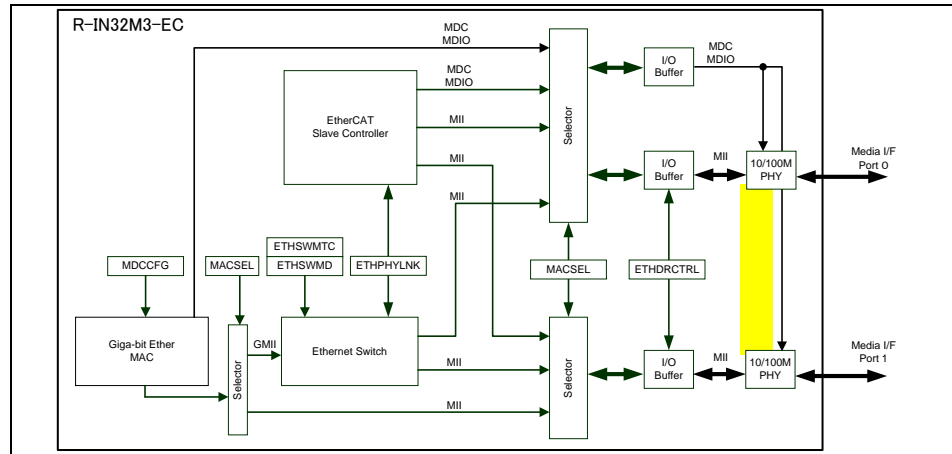 R-IN32M3-EC
MDC
MDIO
I/O
Buffer
MDC
MDIO
EtherCAT
Slave Controller
MDC
MDIO
MII
MII
Selector
I/O
Buffer
MII
10/100M
PHY
Media I/F
Port 0
MII
ETHSWMTC
MDCCFG
MACSEL
ETHSWMD
ETHPHYLNK
MACSEL
ETHDRCTRL
Giga-bit Ether
MAC
Selector
GMII
Ethernet Switch
MII
MII
Selector
I/O
Buffer
MII
10/100M
PHY
Media I/F
Port 1